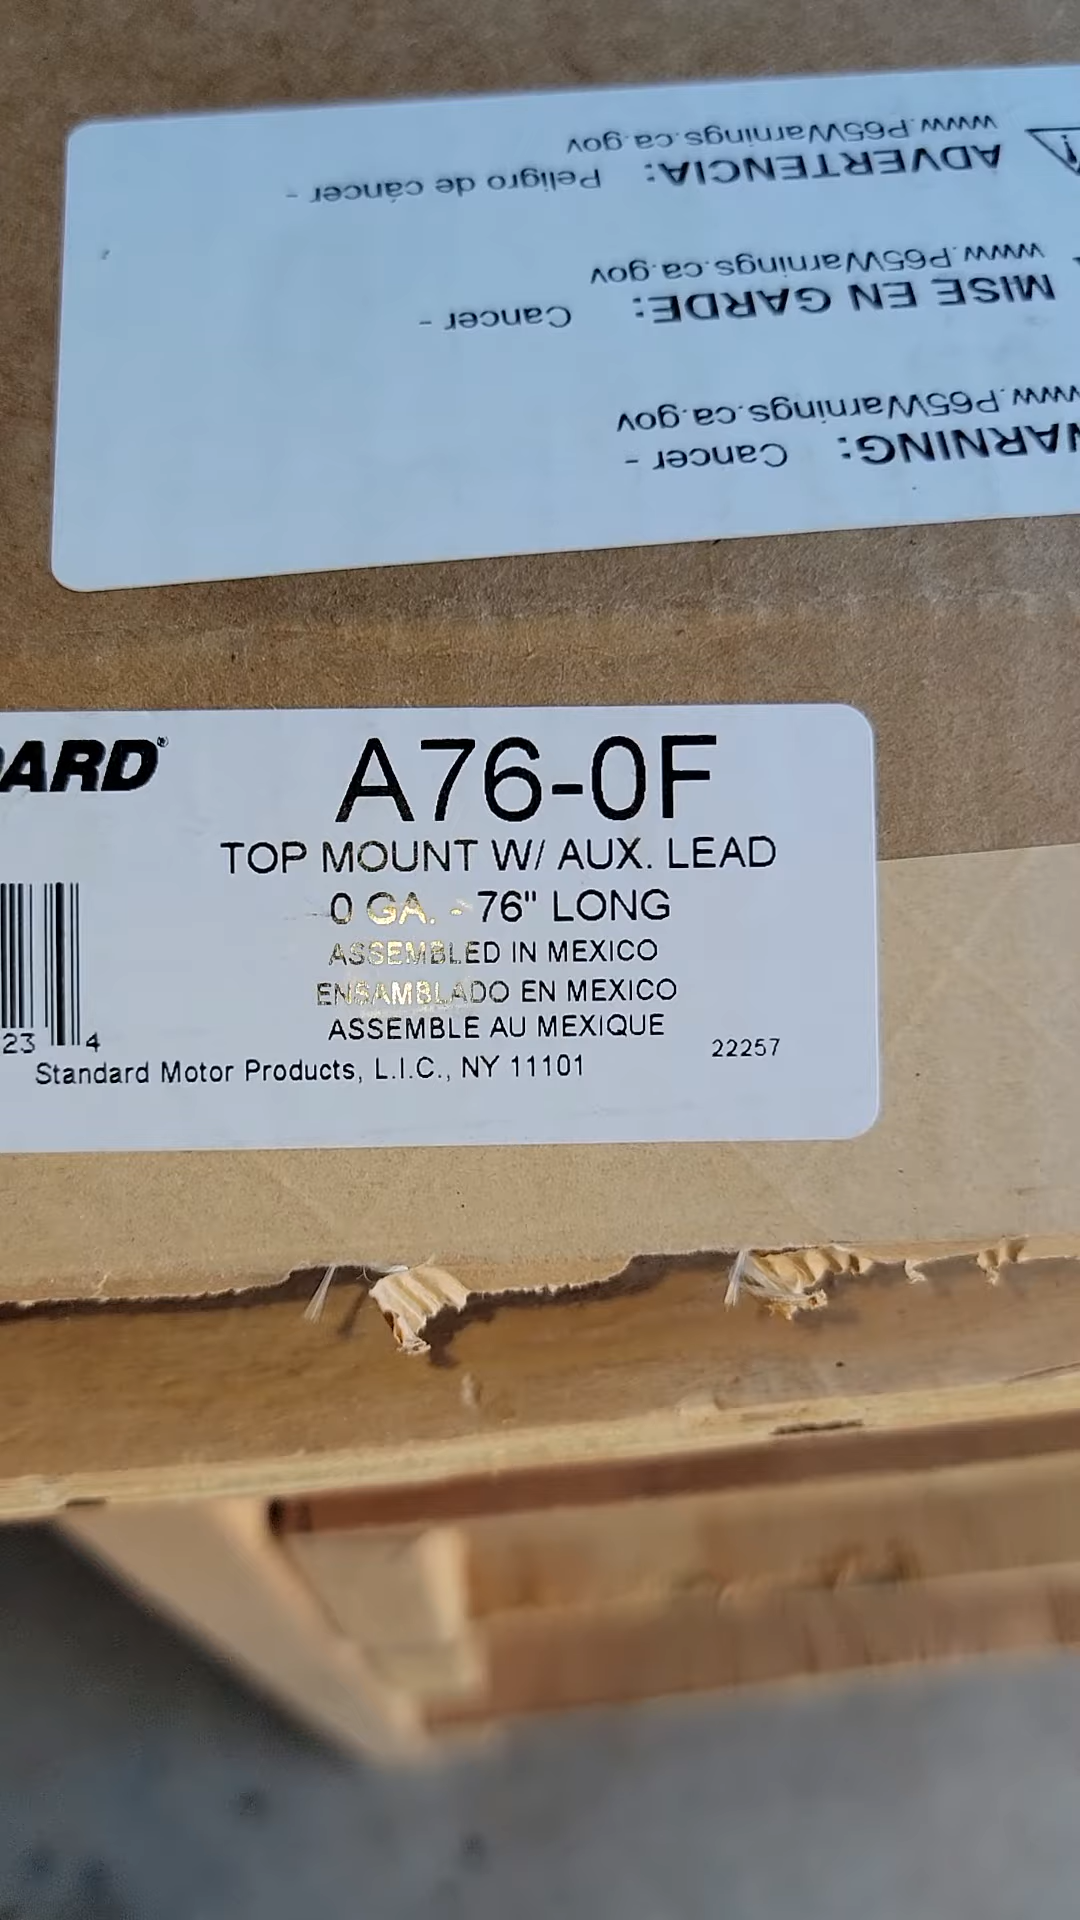 WARNING: Cancer -
www.P65Warnings.ca.gov
MISE EN GARDE: Cancer -
www.P65Warnings.ca.gov
ADVERTENCIA: Peligro de cáncer -
www.P65Warnings.ca.gov
DARD®
A76-0F
TOP MOUNT W/ AUX. LEAD
0 GA. - 76" LONG
ASSEMBLED IN MEXICO
ENSAMBLADO EN MEXICO
ASSEMBLE AU MEXIQUE
23 4
22257
Standard Motor Products, L.I.C., NY 11101